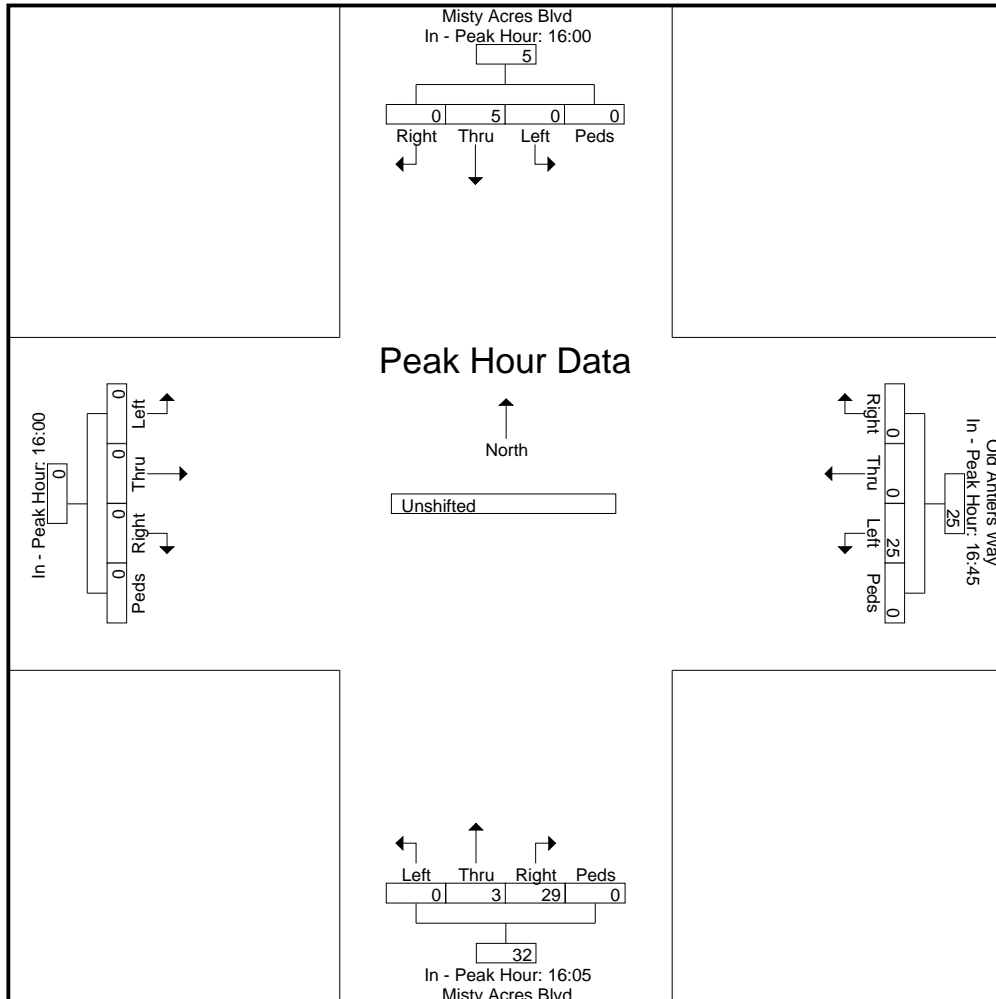 Misty Acres Blvd
In - Peak Hour: 16:00
5
0 5 0 0
Right Thru Left Peds
Peak Hour Data
North
Unshifted
In - Peak Hour: 16:00
0
0 0 0 0
Left Thru Right Peds
Old Antlers Way
In - Peak Hour: 16:45
25
0 0 25 0
Right Thru Left Peds
Left Thru Right Peds
0 3 29 0
32
In - Peak Hour: 16:05
Misty Acres Blvd